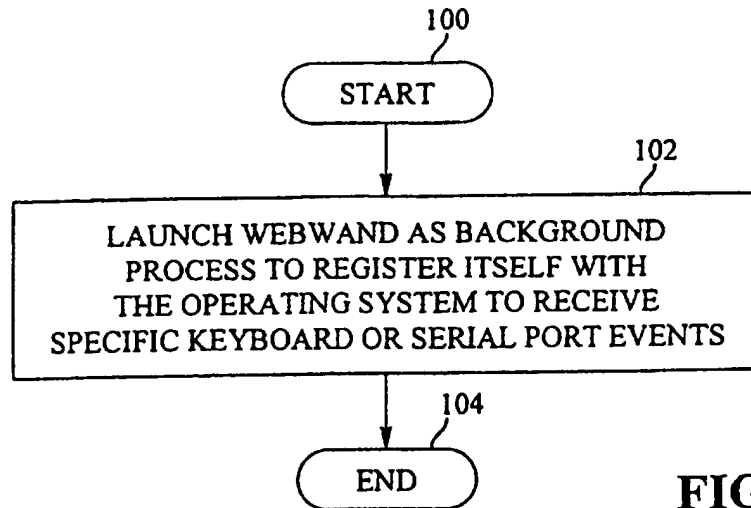 100
START
102
LAUNCH WEBWAND AS BACKGROUND
PROCESS TO REGISTER ITSELF WITH
THE OPERATING SYSTEM TO RECEIVE
SPECIFIC KEYBOARD OR SERIAL PORT EVENTS
104
END
FIG